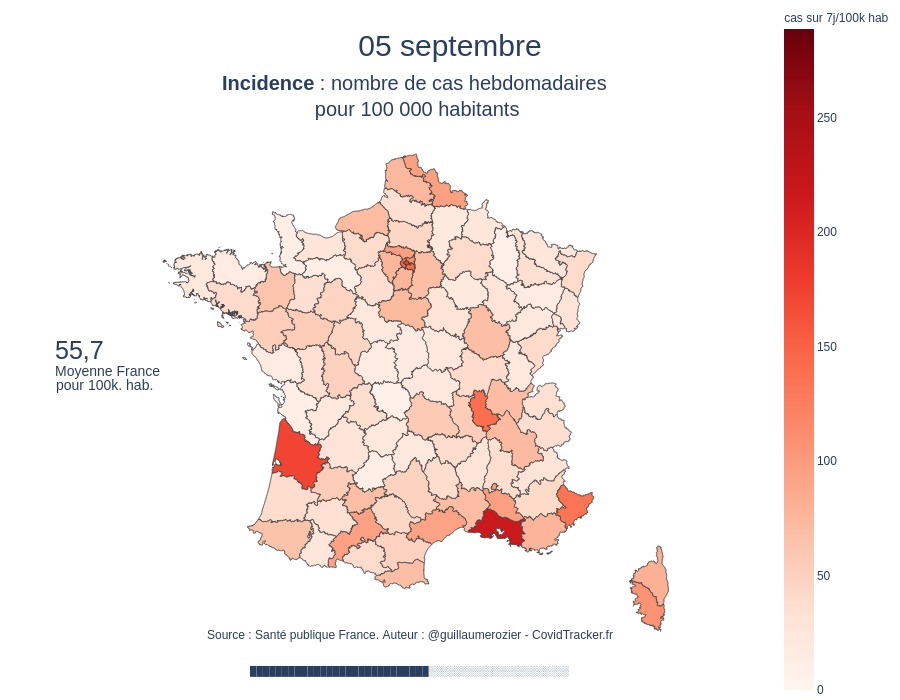 cas sur 7j/100k hab
05 septembre
Incidence : nombre de cas hebdomadaires
pour 100 000 habitants
250
200
150
100
50
0
55,7
Moyenne France
pour 100k. hab.
Source : Santé publique France. Auteur : @guillaumerozier - CovidTracker.fr